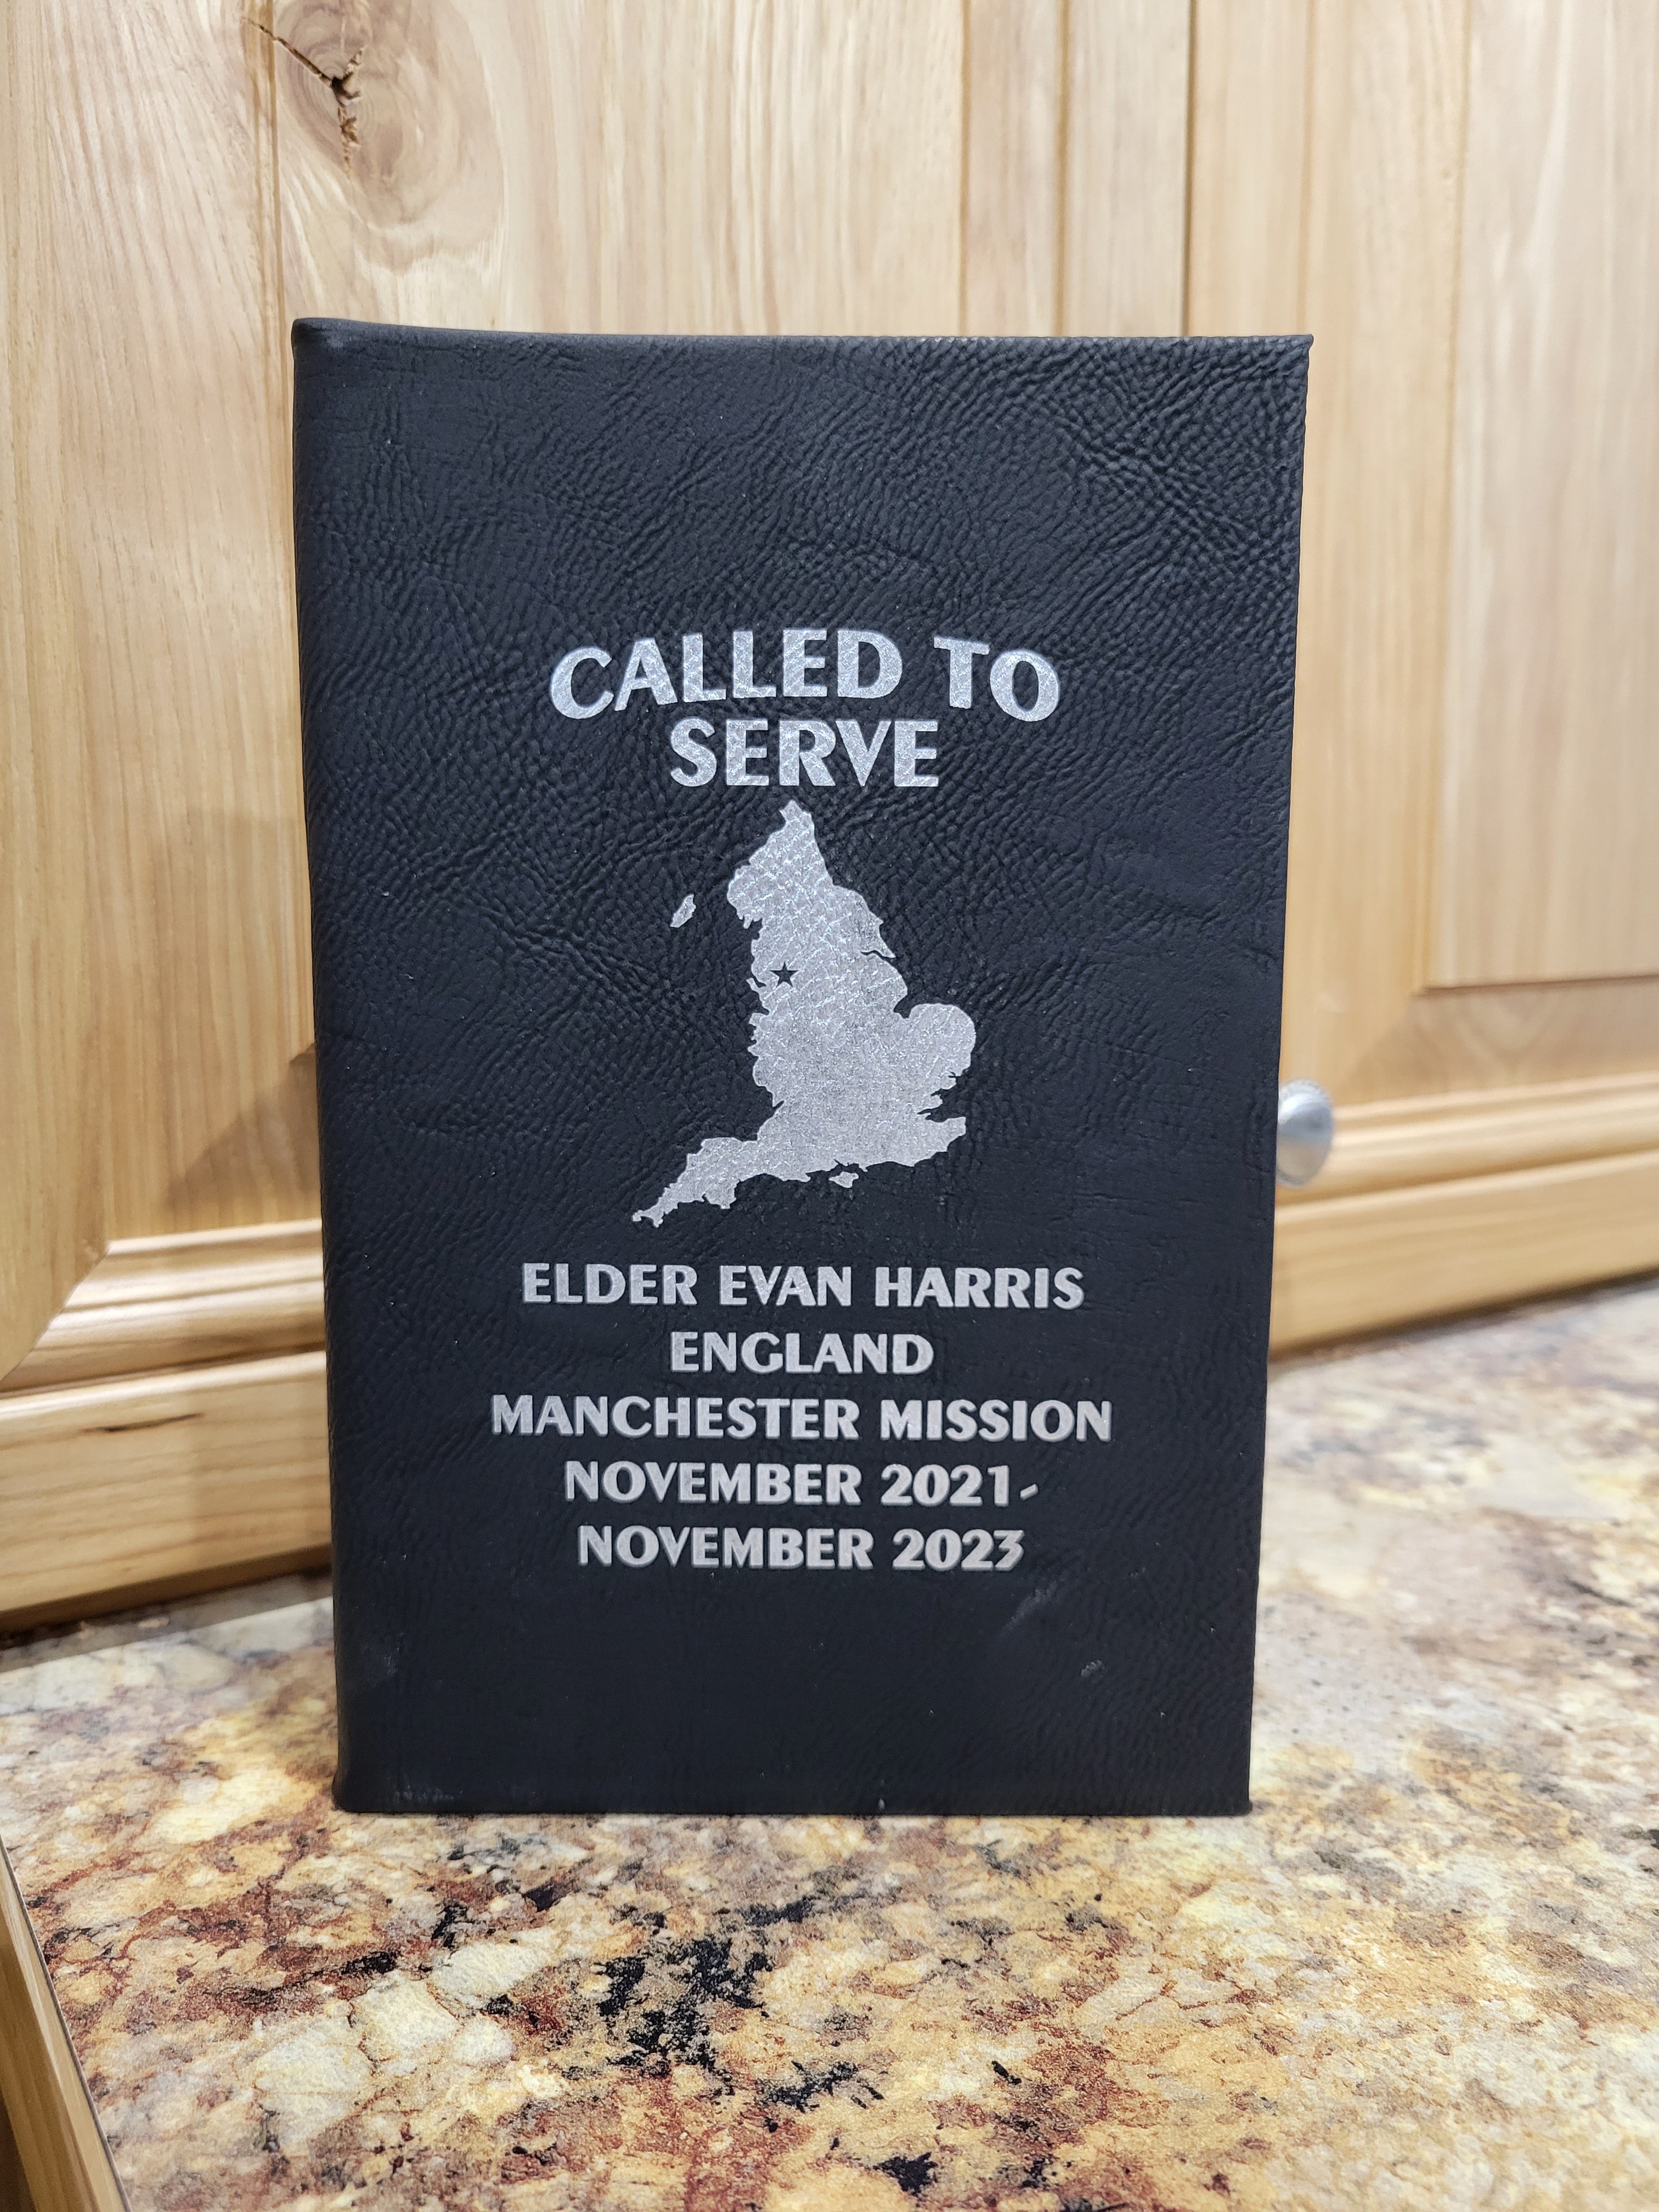 CALLED TO
SERVE
ELDER EVAN HARRIS
ENGLAND
MANCHESTER MISSION
NOVEMBER 2021-
NOVEMBER 2023